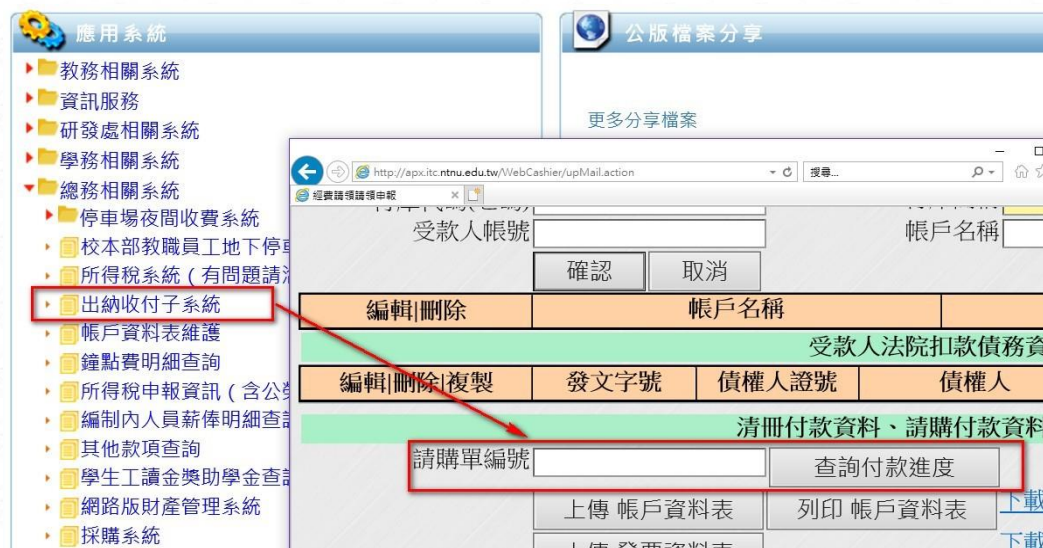 應用系統
公版檔案分享
教務相關系統
資訊服務
研發處相關系統
學務相關系統
總務相關系統
停車場夜間收費系統
校本部教職員工地下停
所得稅系統（有問題請
出納收付子系統
帳戶資料表維護
鐘點費明細查詢
所得稅申報資訊（含公
編制內人員薪俸明細查
其他款項查詢
學生工讀金獎助學金查
網路版財產管理系統
採購系統
更多分享檔案
http://apx.itc.ntnu.edu.tw/WebCashier/upMail.action
搜尋...
經費請領請領申報
受款人帳號
帳戶名稱
確認 取消
編輯|刪除 帳戶名稱
受款人法院扣款債務資
編輯|刪除|複製 發文字號 債權人證號 債權人
清冊付款資料、請購付款資料
請購單編號 查詢付款進度
上傳 帳戶資料表 列印 帳戶資料表 下載
下載